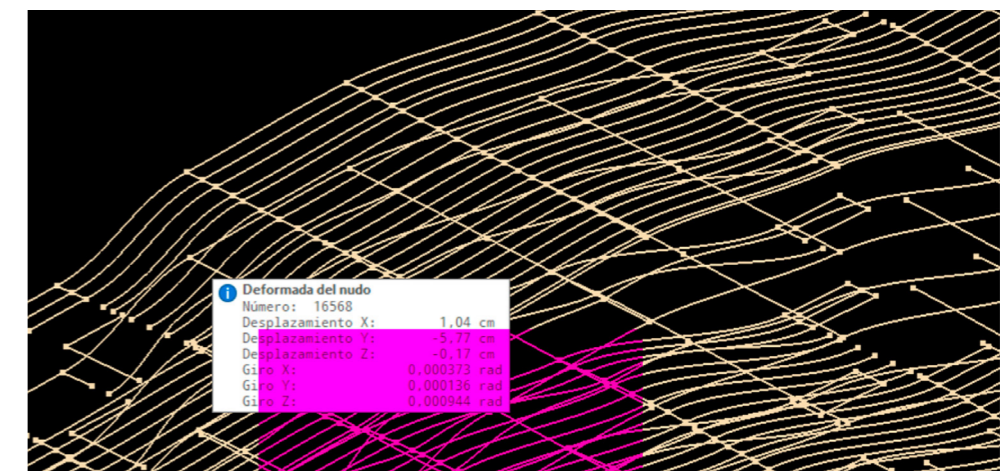 Deformada del nudo
Número: 16568
Desplazamiento X: 1,04 cm
Desplazamiento Y: -5,77 cm
Desplazamiento Z: -0,17 cm
Giro X: 0.000373 rad
Giro Y: 0.000136 rad
Giro Z: 0.000944 rad